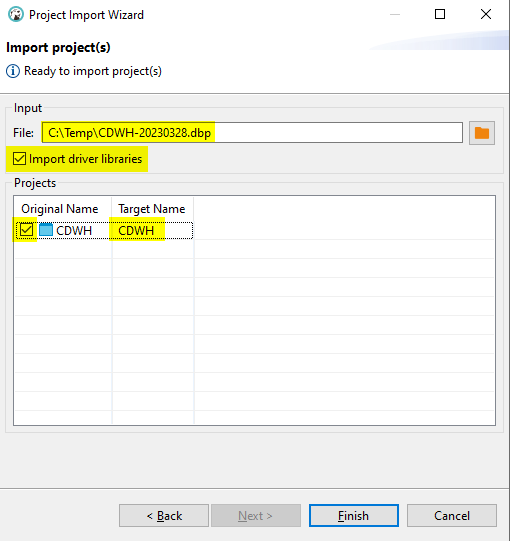 Project Import Wizard
Import project(s)
Ready to import project(s)
Input
File: C:\Temp\CDWH-20230328.dbp
Import driver libraries
Projects
Original Name Target Name
CDWH CDWH
< Back Next > Finish Cancel